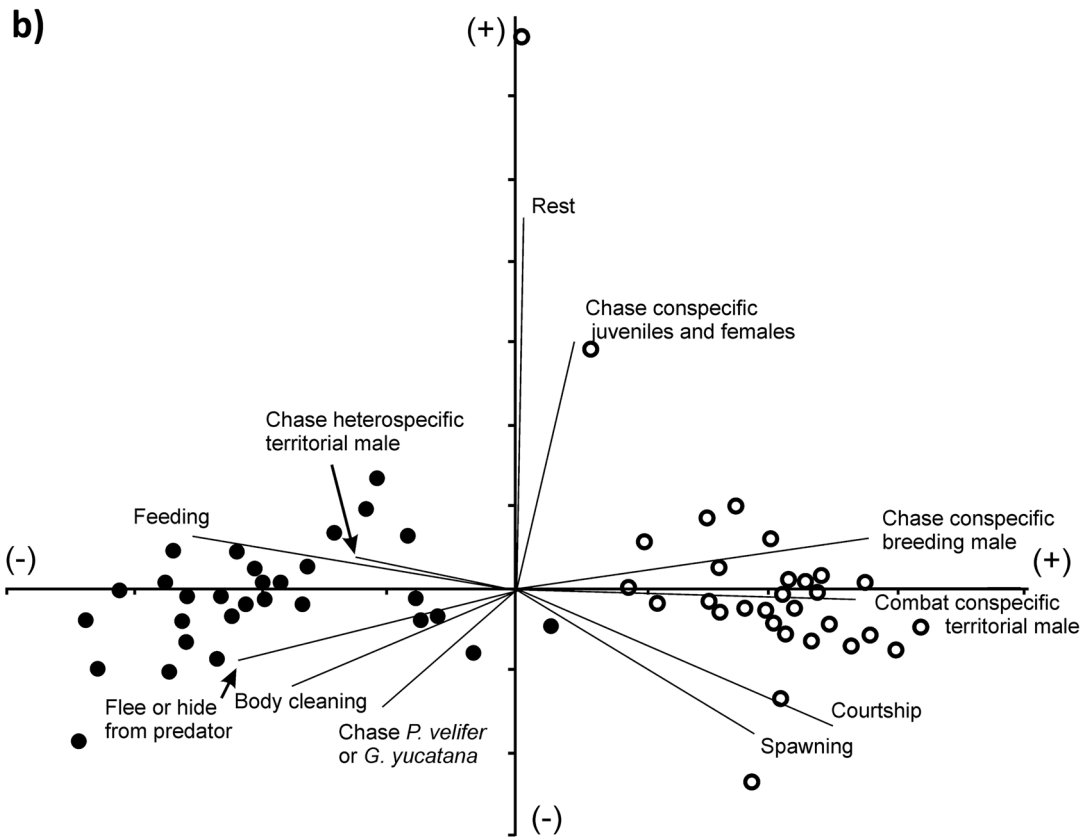 b)
(+)
Rest
Chase conspecific
juveniles and females
Chase heterospecific
territorial male
Feeding
Chase conspecific
breeding male
(-)
(+)
Combat conspecific
territorial male
Flee or hide
from predator
Body cleaning
Chase P. velifer
or G. yucatana
Courtship
Spawning
(-)